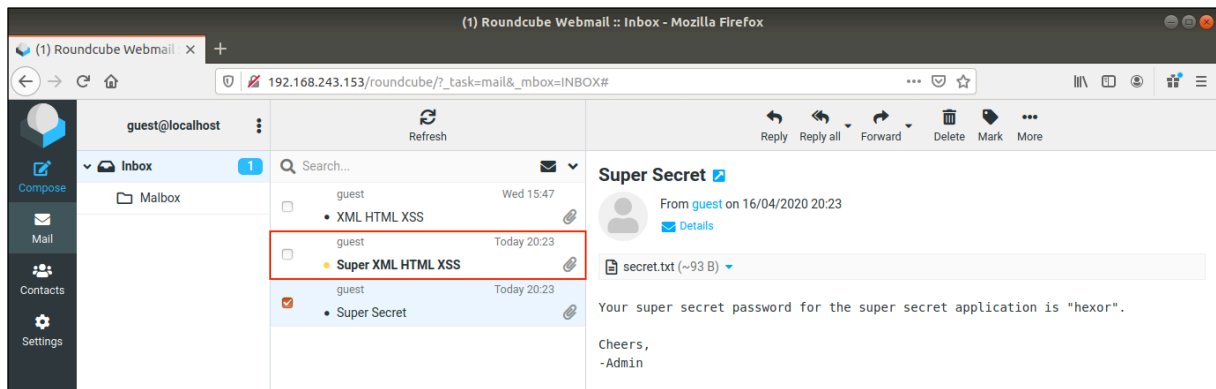 (1) Roundcube Webmail :: Inbox - Mozilla Firefox
(1) Roundcube Webmail
192.168.243.153/roundcube/?_task=mail&_mbox=INBOX#
guest@localhost
Refresh
Reply Reply all Forward Delete Mark More
Compose
Mail
Contacts
Settings
Inbox 1
Malbox
Search...
guest Wed 15:47
• XML HTML XSS
guest Today 20:23
• Super XML HTML XSS
guest Today 20:23
• Super Secret
Super Secret
From guest on 16/04/2020 20:23
Details
secret.txt (~93 B)
Your super secret password for the super secret application is "hexor".
Cheers,
-Admin